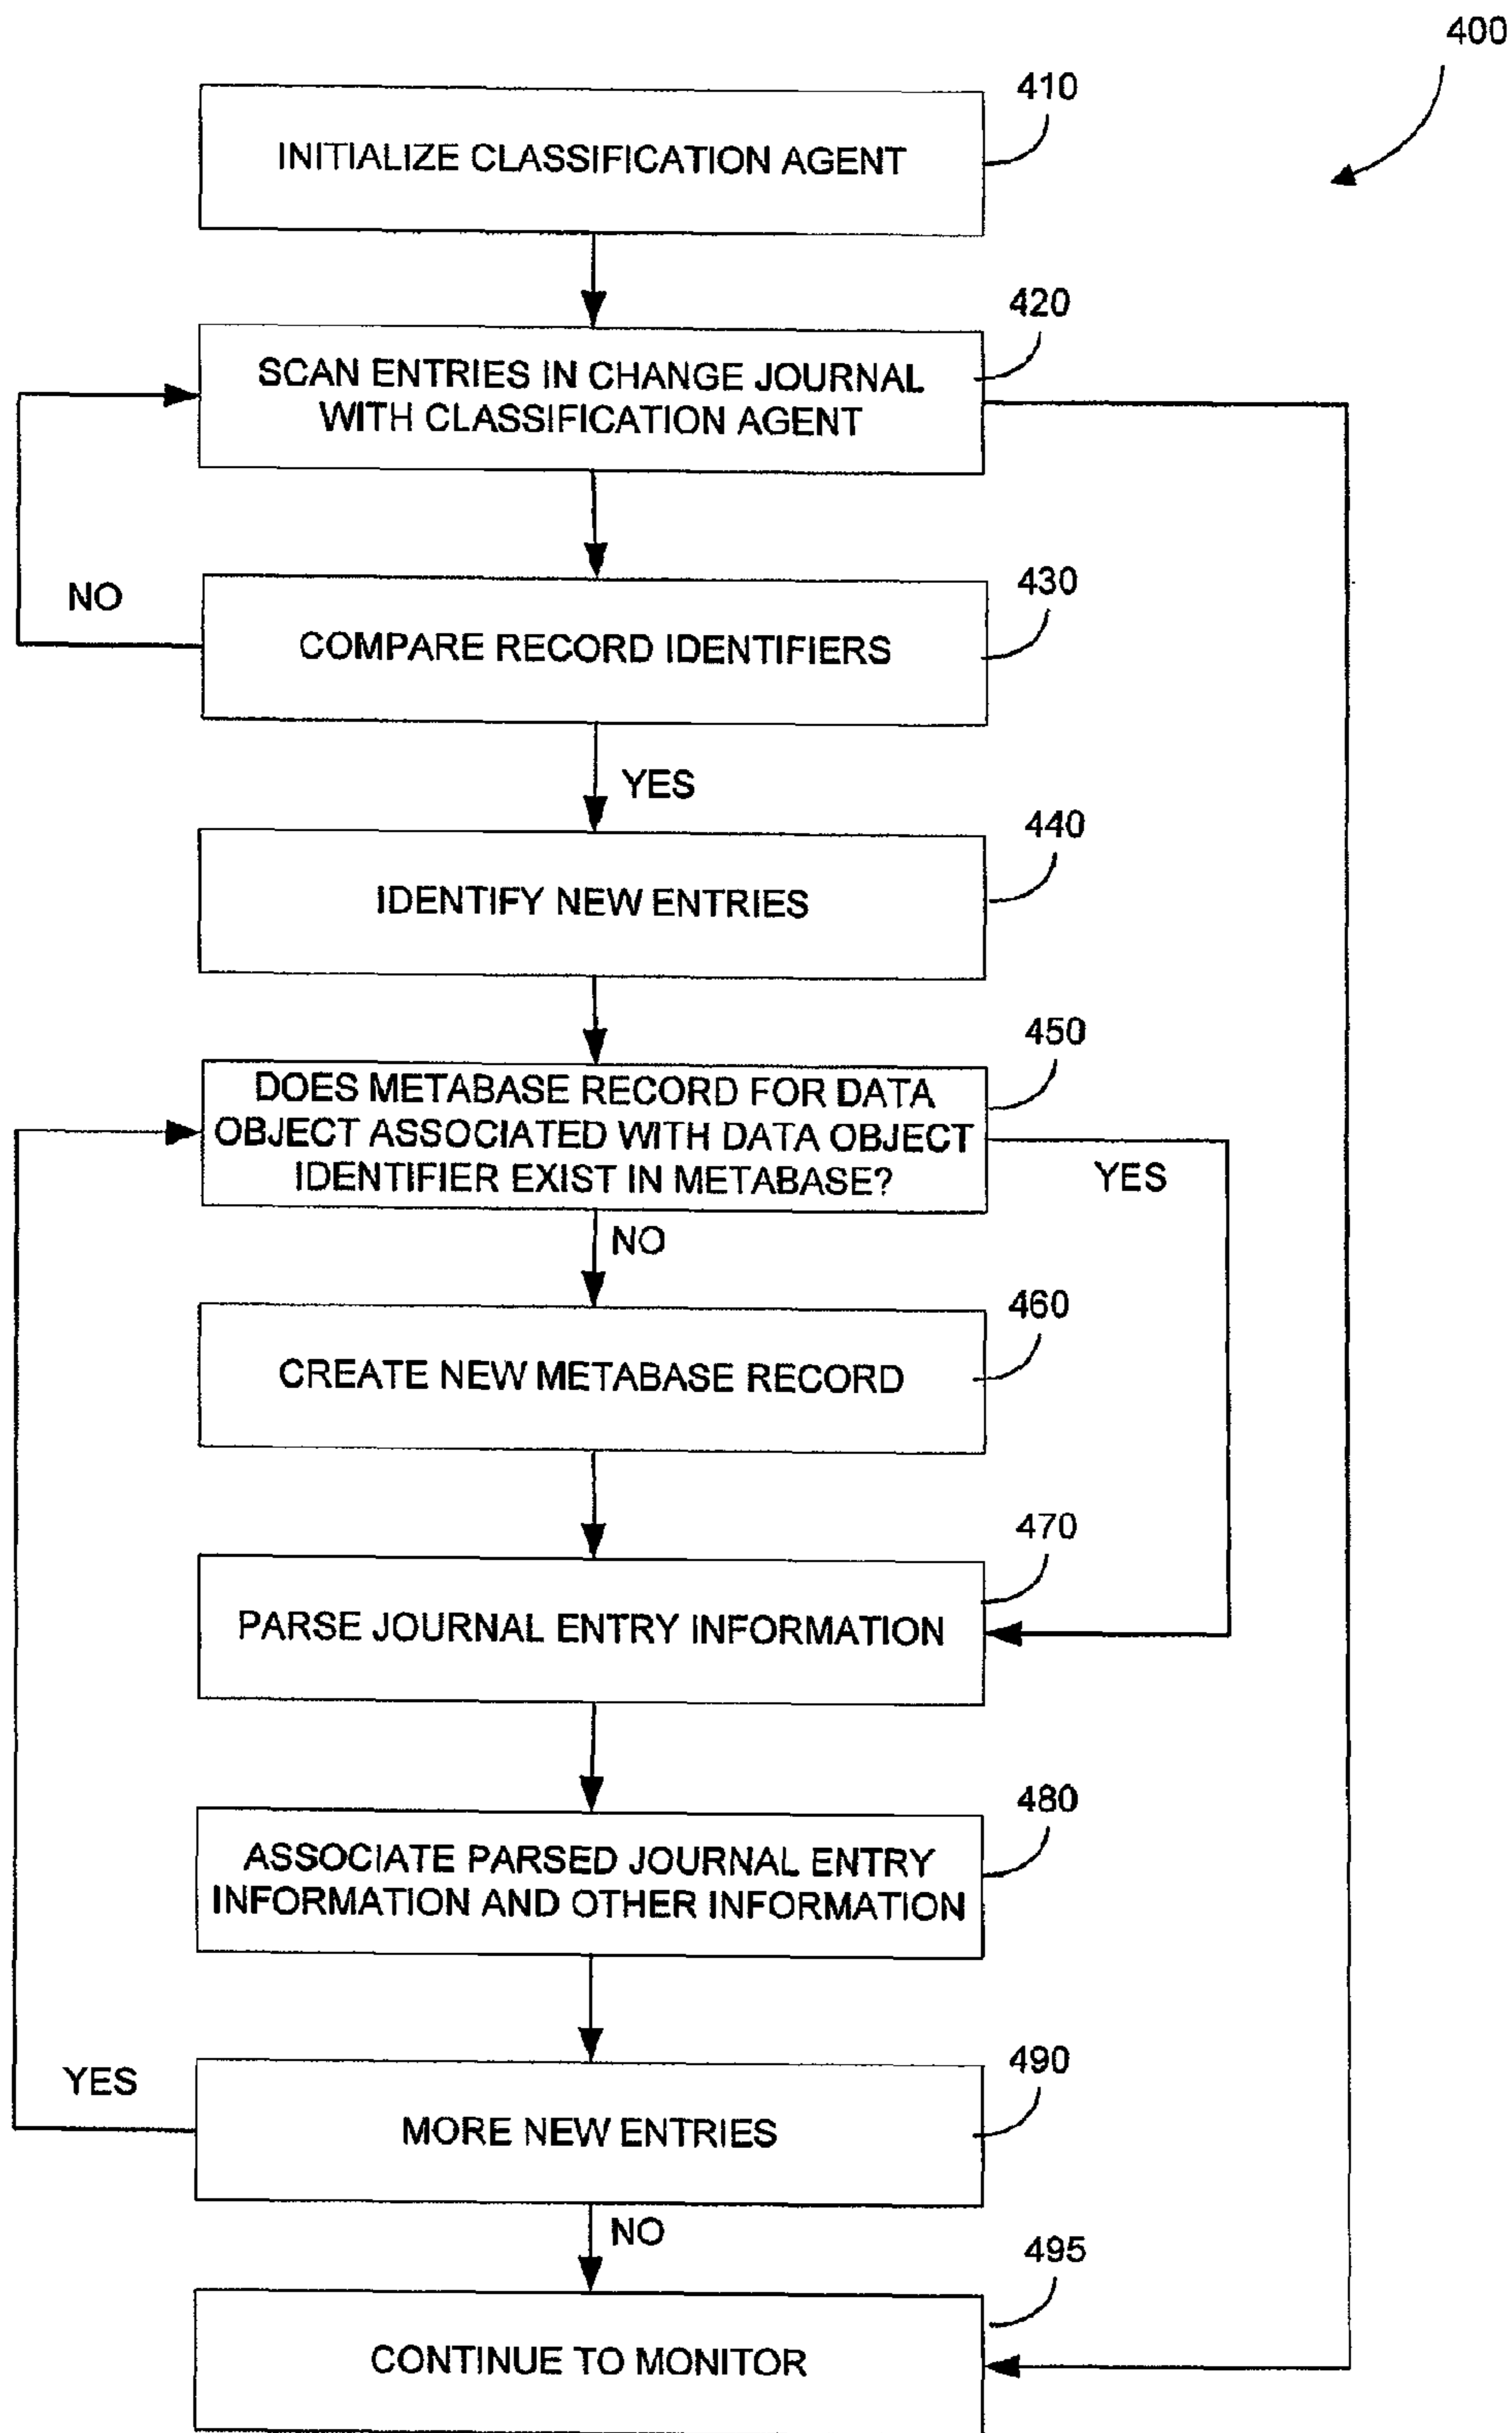 400
410
INITIALIZE CLASSIFICATION AGENT
420
SCAN ENTRIES IN CHANGE JOURNAL
WITH CLASSIFICATION AGENT
430
NO
COMPARE RECORD IDENTIFIERS
YES
440
IDENTIFY NEW ENTRIES
450
DOES METABASE RECORD FOR DATA
OBJECT ASSOCIATED WITH DATA OBJECT
IDENTIFIER EXIST IN METABASE?
YES
NO
460
CREATE NEW METABASE RECORD
470
PARSE JOURNAL ENTRY INFORMATION
480
ASSOCIATE PARSED JOURNAL ENTRY
INFORMATION AND OTHER INFORMATION
490
YES
MORE NEW ENTRIES
NO
495
CONTINUE TO MONITOR